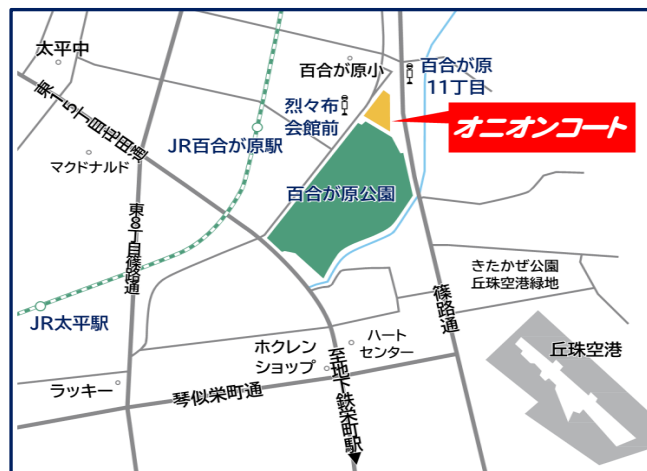 太平中
百合が原小
百合が原
11丁目
烈々布
会館前
オニオンコート
東15丁目屯田通
JR百合が原駅
マクドナルド
百合が原公園
東8丁目篠路通
きたかぜ公園
丘珠空港緑地
JR太平駅
篠路通
ホクレン
ショップ
ハート
センター
丘珠空港
ラッキー
琴似栄町通
至地下鉄栄町駅